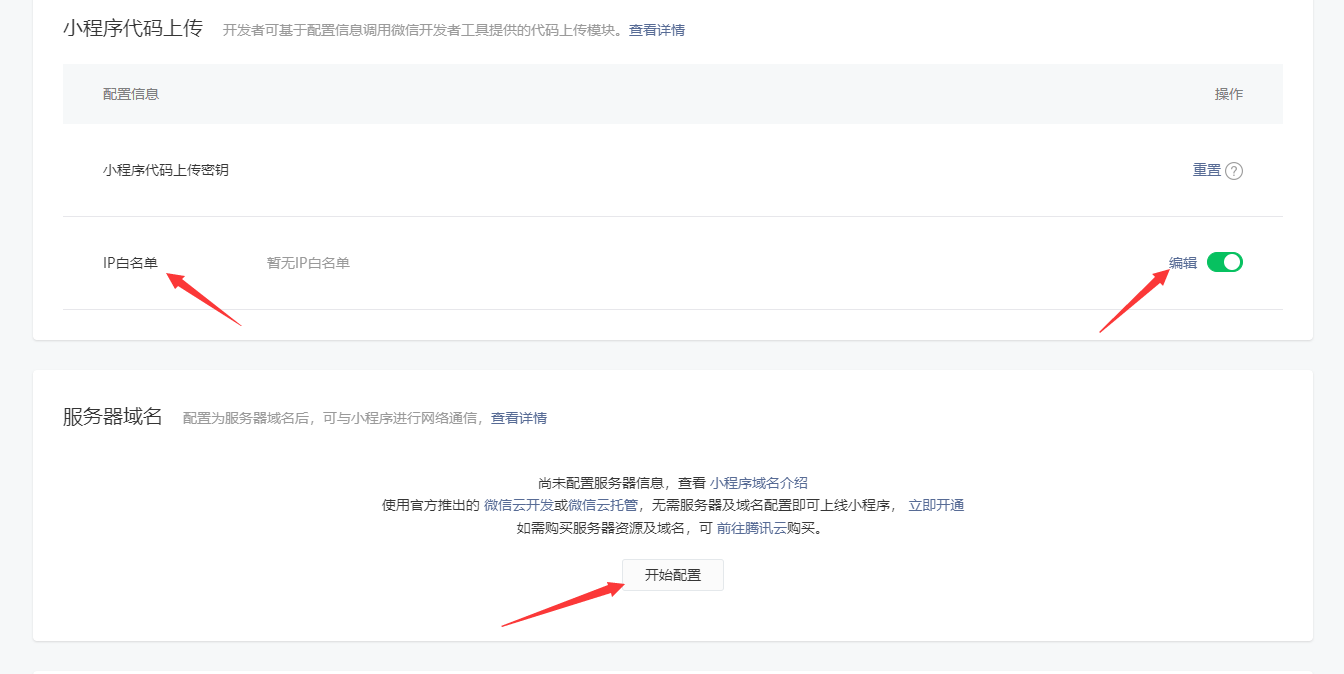 小程序代码上传 开发者可基于配置信息调用微信开发者工具提供的代码上传模块。查看详情
配置信息 操作
小程序代码上传密钥 重置 ?
IP白名单 暂无IP白名单 编辑
服务器域名 配置为服务器域名后，可与小程序进行网络通信，查看详情
尚未配置服务器信息，查看 小程序域名介绍
使用官方推出的 微信云开发或微信云托管，无需服务器及域名配置即可上线小程序， 立即开通
如需购买服务器资源及域名，可 前往腾讯云购买。
开始配置